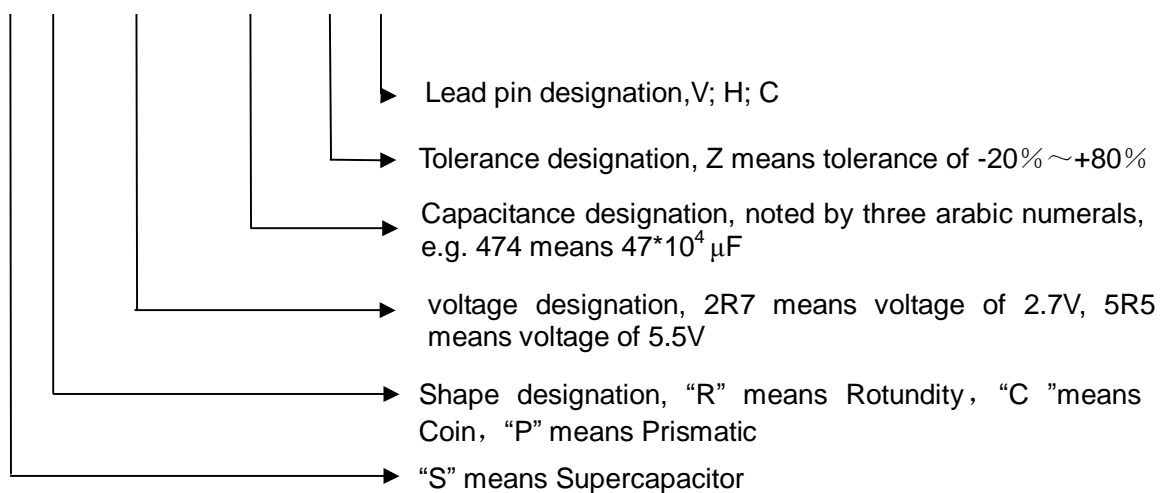 Lead pin designation,V; H; C
Tolerance designation, Z means tolerance of -20%～+80%
Capacitance designation, noted by three arabic numerals,
e.g. 474 means 47*10⁴ μF
voltage designation, 2R7 means voltage of 2.7V, 5R5
means voltage of 5.5V
Shape designation, “R” means Rotundity，“C ”means
Coin，“P” means Prismatic
“S” means Supercapacitor